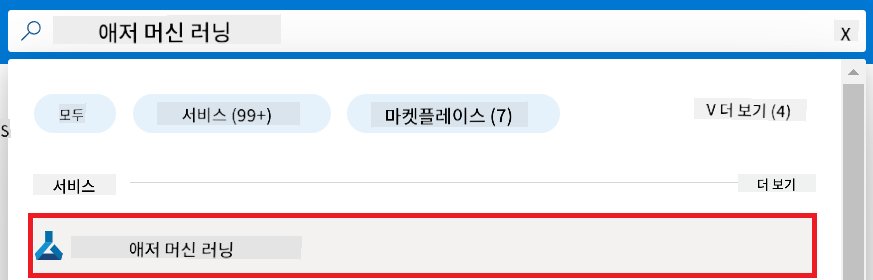 애저 머신 러닝 X
모두 서비스 (99+) 마켓플레이스 (7) V 더 보기 (4)
S
서비스 더 보기
애저 머신 러닝